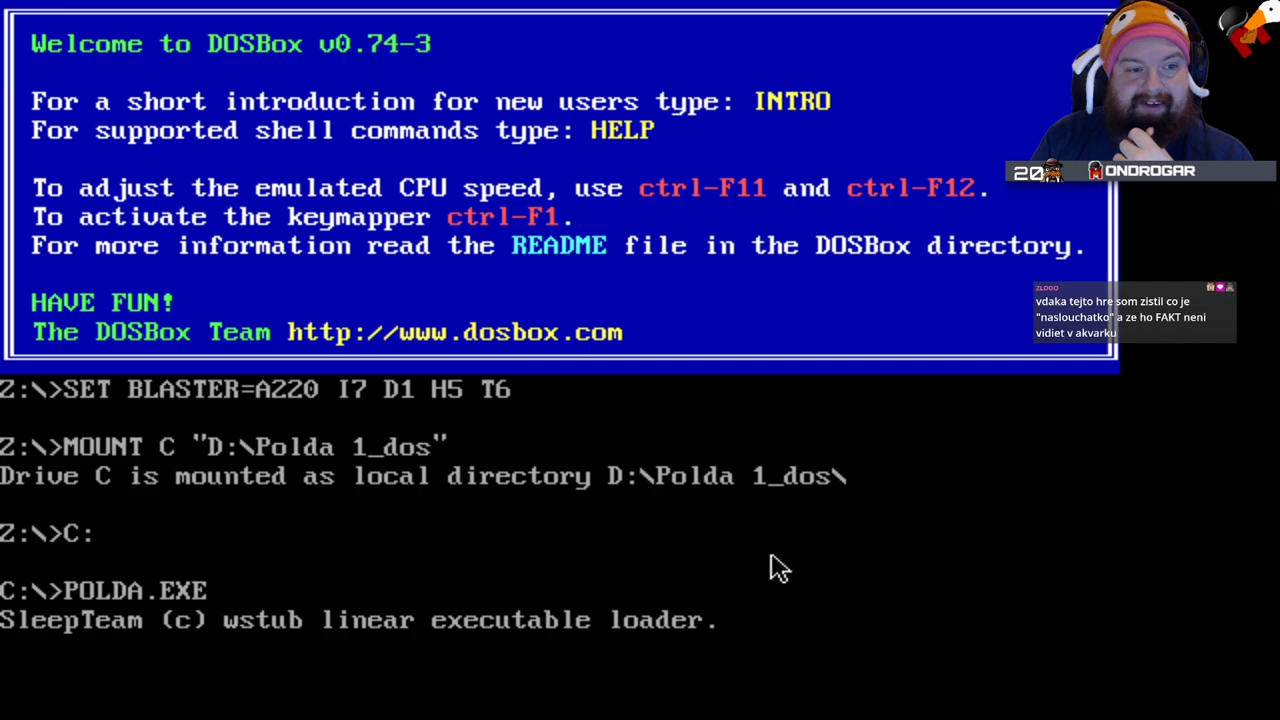 Welcome to DOSBox v0.74-3
For a short introduction for new users type: INTRO
For supported shell commands type: HELP
To adjust the emulated CPU speed, use ctrl-F11 and ctrl-F12.
To activate the keymapper ctrl-F1.
For more information read the README file in the DOSBox directory.
HAVE FUN!
The DOSBox Team http://www.dosbox.com
20
ONDROGAR
ZLOOO
vdaka tejto hre som zistil co je
"naslouchatko" a ze ho FAKT neni
vidiet v akvarku
Z:\>SET BLASTER=A220 I7 D1 H5 T6
Z:\>MOUNT C "D:\Polda 1_dos"
Drive C is mounted as local directory D:\Polda 1_dos\
Z:\>C:
C:\>POLDA.EXE
SleepTeam (c) wstub linear executable loader.